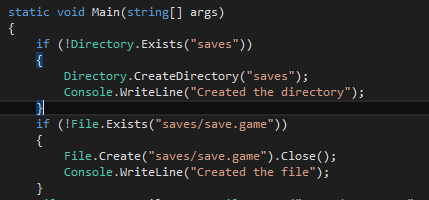 static void Main(string[] args)
{
    if (!Directory.Exists("saves"))
    {
        Directory.CreateDirectory("saves");
        Console.WriteLine("Created the directory");
    }
    if (!File.Exists("saves/save.game"))
    {
        File.Create("saves/save.game").Close();
        Console.WriteLine("Created the file");
    }